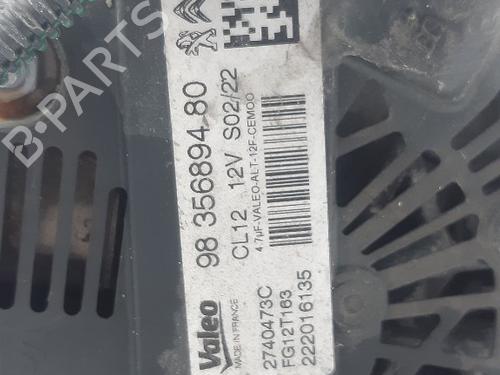 B-PARTS
98 356894 80
CL12 12V S02/22
4.7µF-VALEO-ALT-12F-CEMOO
Valeo
MADE IN FRANCE
2740473C
FG12T163
222016135